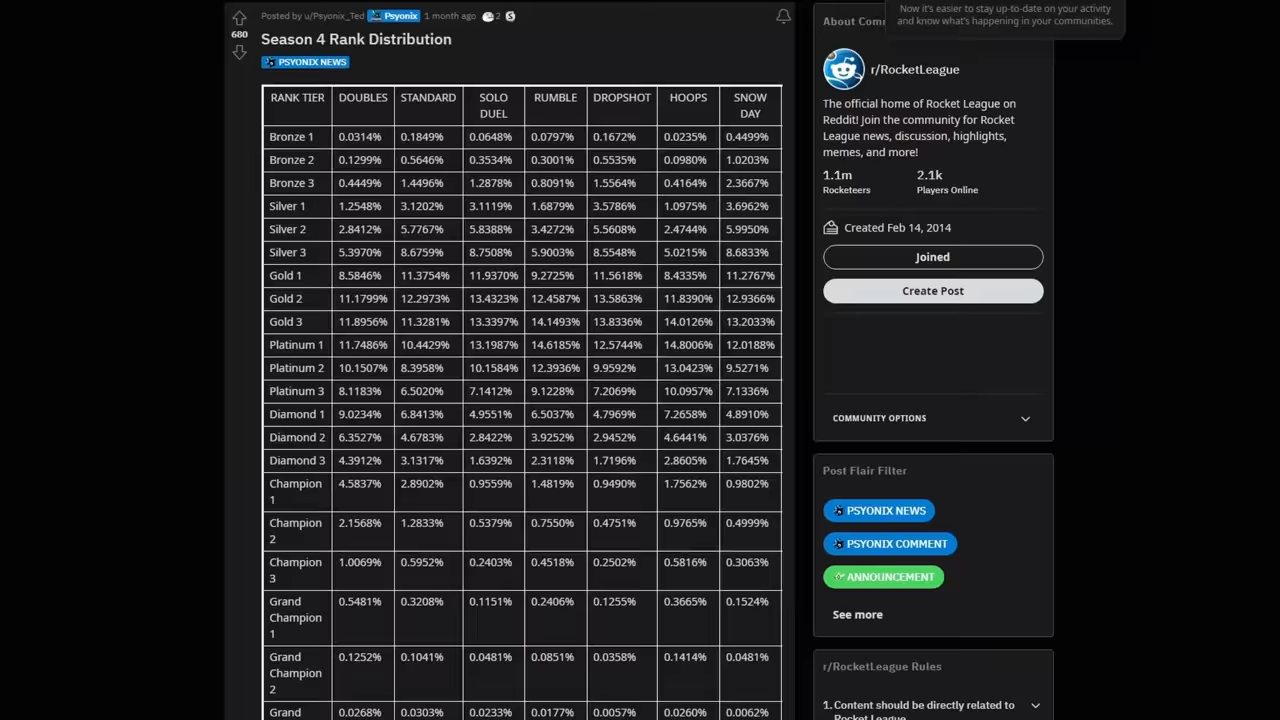 Posted by u/Psyonix_Ted Psyonix 1 month ago 2 S
680
Season 4 Rank Distribution
PSYONIX NEWS
RANK TIER DOUBLES STANDARD SOLO DUEL RUMBLE DROPSHOT HOOPS SNOW DAY
Bronze 1 0.0314% 0.1849% 0.0648% 0.0797% 0.1672% 0.0235% 0.4499%
Bronze 2 0.1299% 0.5646% 0.3534% 0.3001% 0.5535% 0.0980% 1.0203%
Bronze 3 0.4449% 1.4496% 1.2878% 0.8091% 1.5564% 0.4164% 2.3667%
Silver 1 1.2548% 3.1202% 3.1119% 1.6879% 3.5786% 1.0975% 3.6962%
Silver 2 2.8412% 5.7767% 5.8388% 3.4272% 5.5608% 2.4744% 5.9950%
Silver 3 5.3970% 8.6759% 8.7508% 5.9003% 8.5548% 5.0215% 8.6833%
Gold 1 8.5846% 11.3754% 11.9370% 9.2725% 11.5618% 8.4335% 11.2767%
Gold 2 11.1799% 12.2973% 13.4323% 12.4587% 13.5863% 11.8390% 12.9366%
Gold 3 11.8956% 11.3281% 13.3397% 14.1493% 13.8336% 14.0126% 13.2033%
Platinum 1 11.7486% 10.4429% 13.1987% 14.6185% 12.5744% 14.8006% 12.0188%
Platinum 2 10.1507% 8.3958% 10.1584% 12.3936% 9.9592% 13.0423% 9.5271%
Platinum 3 8.1183% 6.5020% 7.1412% 9.1228% 7.2069% 10.0957% 7.1336%
Diamond 1 9.0234% 6.8413% 4.9551% 6.5037% 4.7969% 7.2658% 4.8910%
Diamond 2 6.3527% 4.6783% 2.8422% 3.9252% 2.9452% 4.6441% 3.0376%
Diamond 3 4.3912% 3.1317% 1.6392% 2.3118% 1.7196% 2.8605% 1.7645%
Champion 1 4.5837% 2.8902% 0.9559% 1.4819% 0.9490% 1.7562% 0.9802%
Champion 2 2.1568% 1.2833% 0.5379% 0.7550% 0.4751% 0.9765% 0.4999%
Champion 3 1.0069% 0.5952% 0.2403% 0.4518% 0.2502% 0.5816% 0.3063%
Grand Champion 1 0.5481% 0.3208% 0.1151% 0.2406% 0.1255% 0.3665% 0.1524%
Grand Champion 2 0.1252% 0.1041% 0.0481% 0.0851% 0.0358% 0.1414% 0.0481%
Grand 0.0268% 0.0303% 0.0233% 0.0177% 0.0057% 0.0260% 0.0062%
Now it's easier to stay up-to-date on your activity
and know what's happening in your communities.
About Com
r/RocketLeague
The official home of Rocket League on
Reddit! Join the community for Rocket
League news, discussion, highlights,
memes, and more!
1.1m 2.1k
Rocketeers Players Online
Created Feb 14, 2014
Joined
Create Post
COMMUNITY OPTIONS
Post Flair Filter
PSYONIX NEWS
PSYONIX COMMENT
ANNOUNCEMENT
See more
r/RocketLeague Rules
1. Content should be directly related to
Rocket League